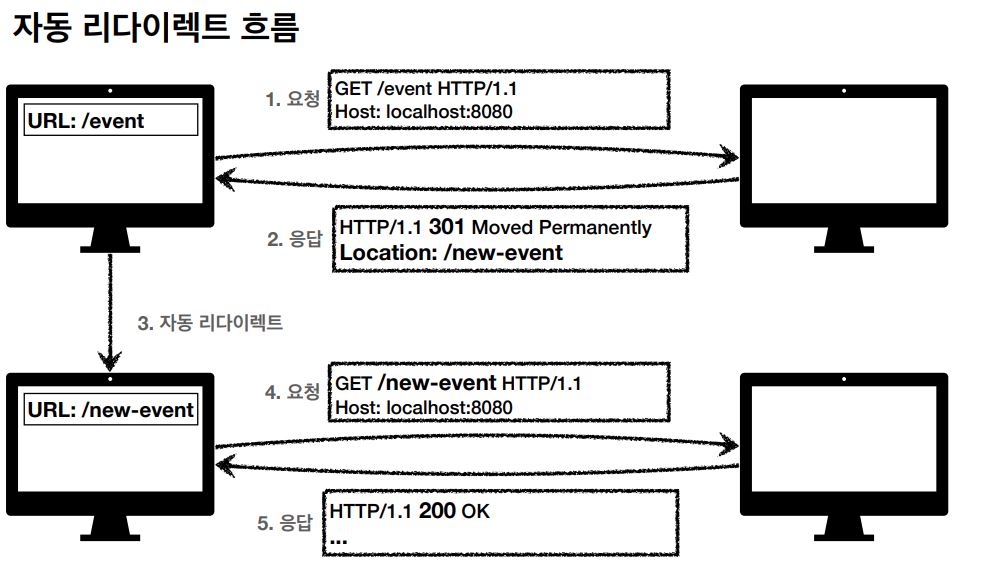 자동 리다이렉트 흐름
URL: /event
1. 요청
GET /event HTTP/1.1
Host: localhost:8080
2. 응답
HTTP/1.1 301 Moved Permanently
Location: /new-event
3. 자동 리다이렉트
URL: /new-event
4. 요청
GET /new-event HTTP/1.1
Host: localhost:8080
5. 응답
HTTP/1.1 200 OK
...